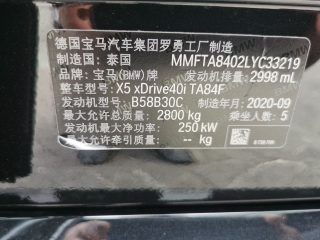 德国宝马汽车集团罗勇工厂制造
制造国: 泰国 MMFTA8402LYC33219
品牌: 宝马(BMW)牌 发动机排量: 2998 mL
整车型号: X5 xDrive40i TA84F
发动机型号: B58B30C 制造年月: 2020-09
最大允许总质量: 2800 kg 乘坐人数: 5
发动机最大净功率: 250 kW
最大允许牵引质量: -- kg